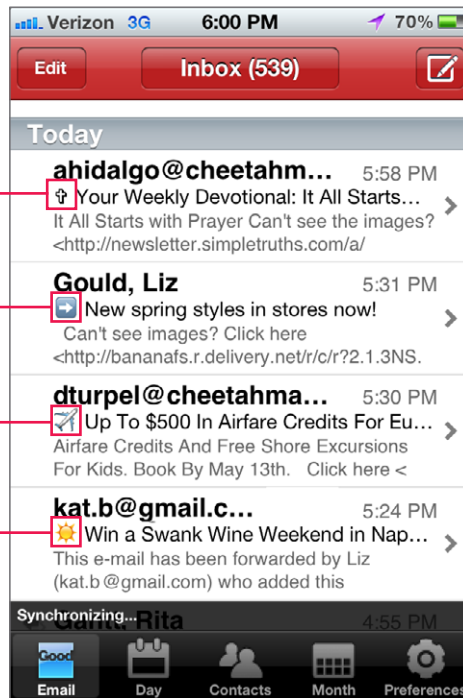 Verizon 3G 6:00 PM 70%
Edit Inbox (539)
Today
ahidalgo@cheetahm... 5:58 PM
✞ Your Weekly Devotional: It All Starts...
It All Starts with Prayer Can't see the images?
<http://newsletter.simpletruths.com/a/
Gould, Liz 5:31 PM
➡ New spring styles in stores now!
Can't see images? Click here
<http://bananafs.r.delivery.net/r/c/r?2.1.3NS.
dturpel@cheetahma... 5:30 PM
✈ Up To $500 In Airfare Credits For Eu...
Airfare Credits And Free Shore Excursions
For Kids. Book By May 13th. Click here <
kat.b@gmail.c... 5:24 PM
☀ Win a Swank Wine Weekend in Nap...
This e-mail has been forwarded by Liz
(kat.b@gmail.com) who added this
Synchronizing...
Gantt, Rita 4:55 PM
Good
Email Day Contacts Month Preferences